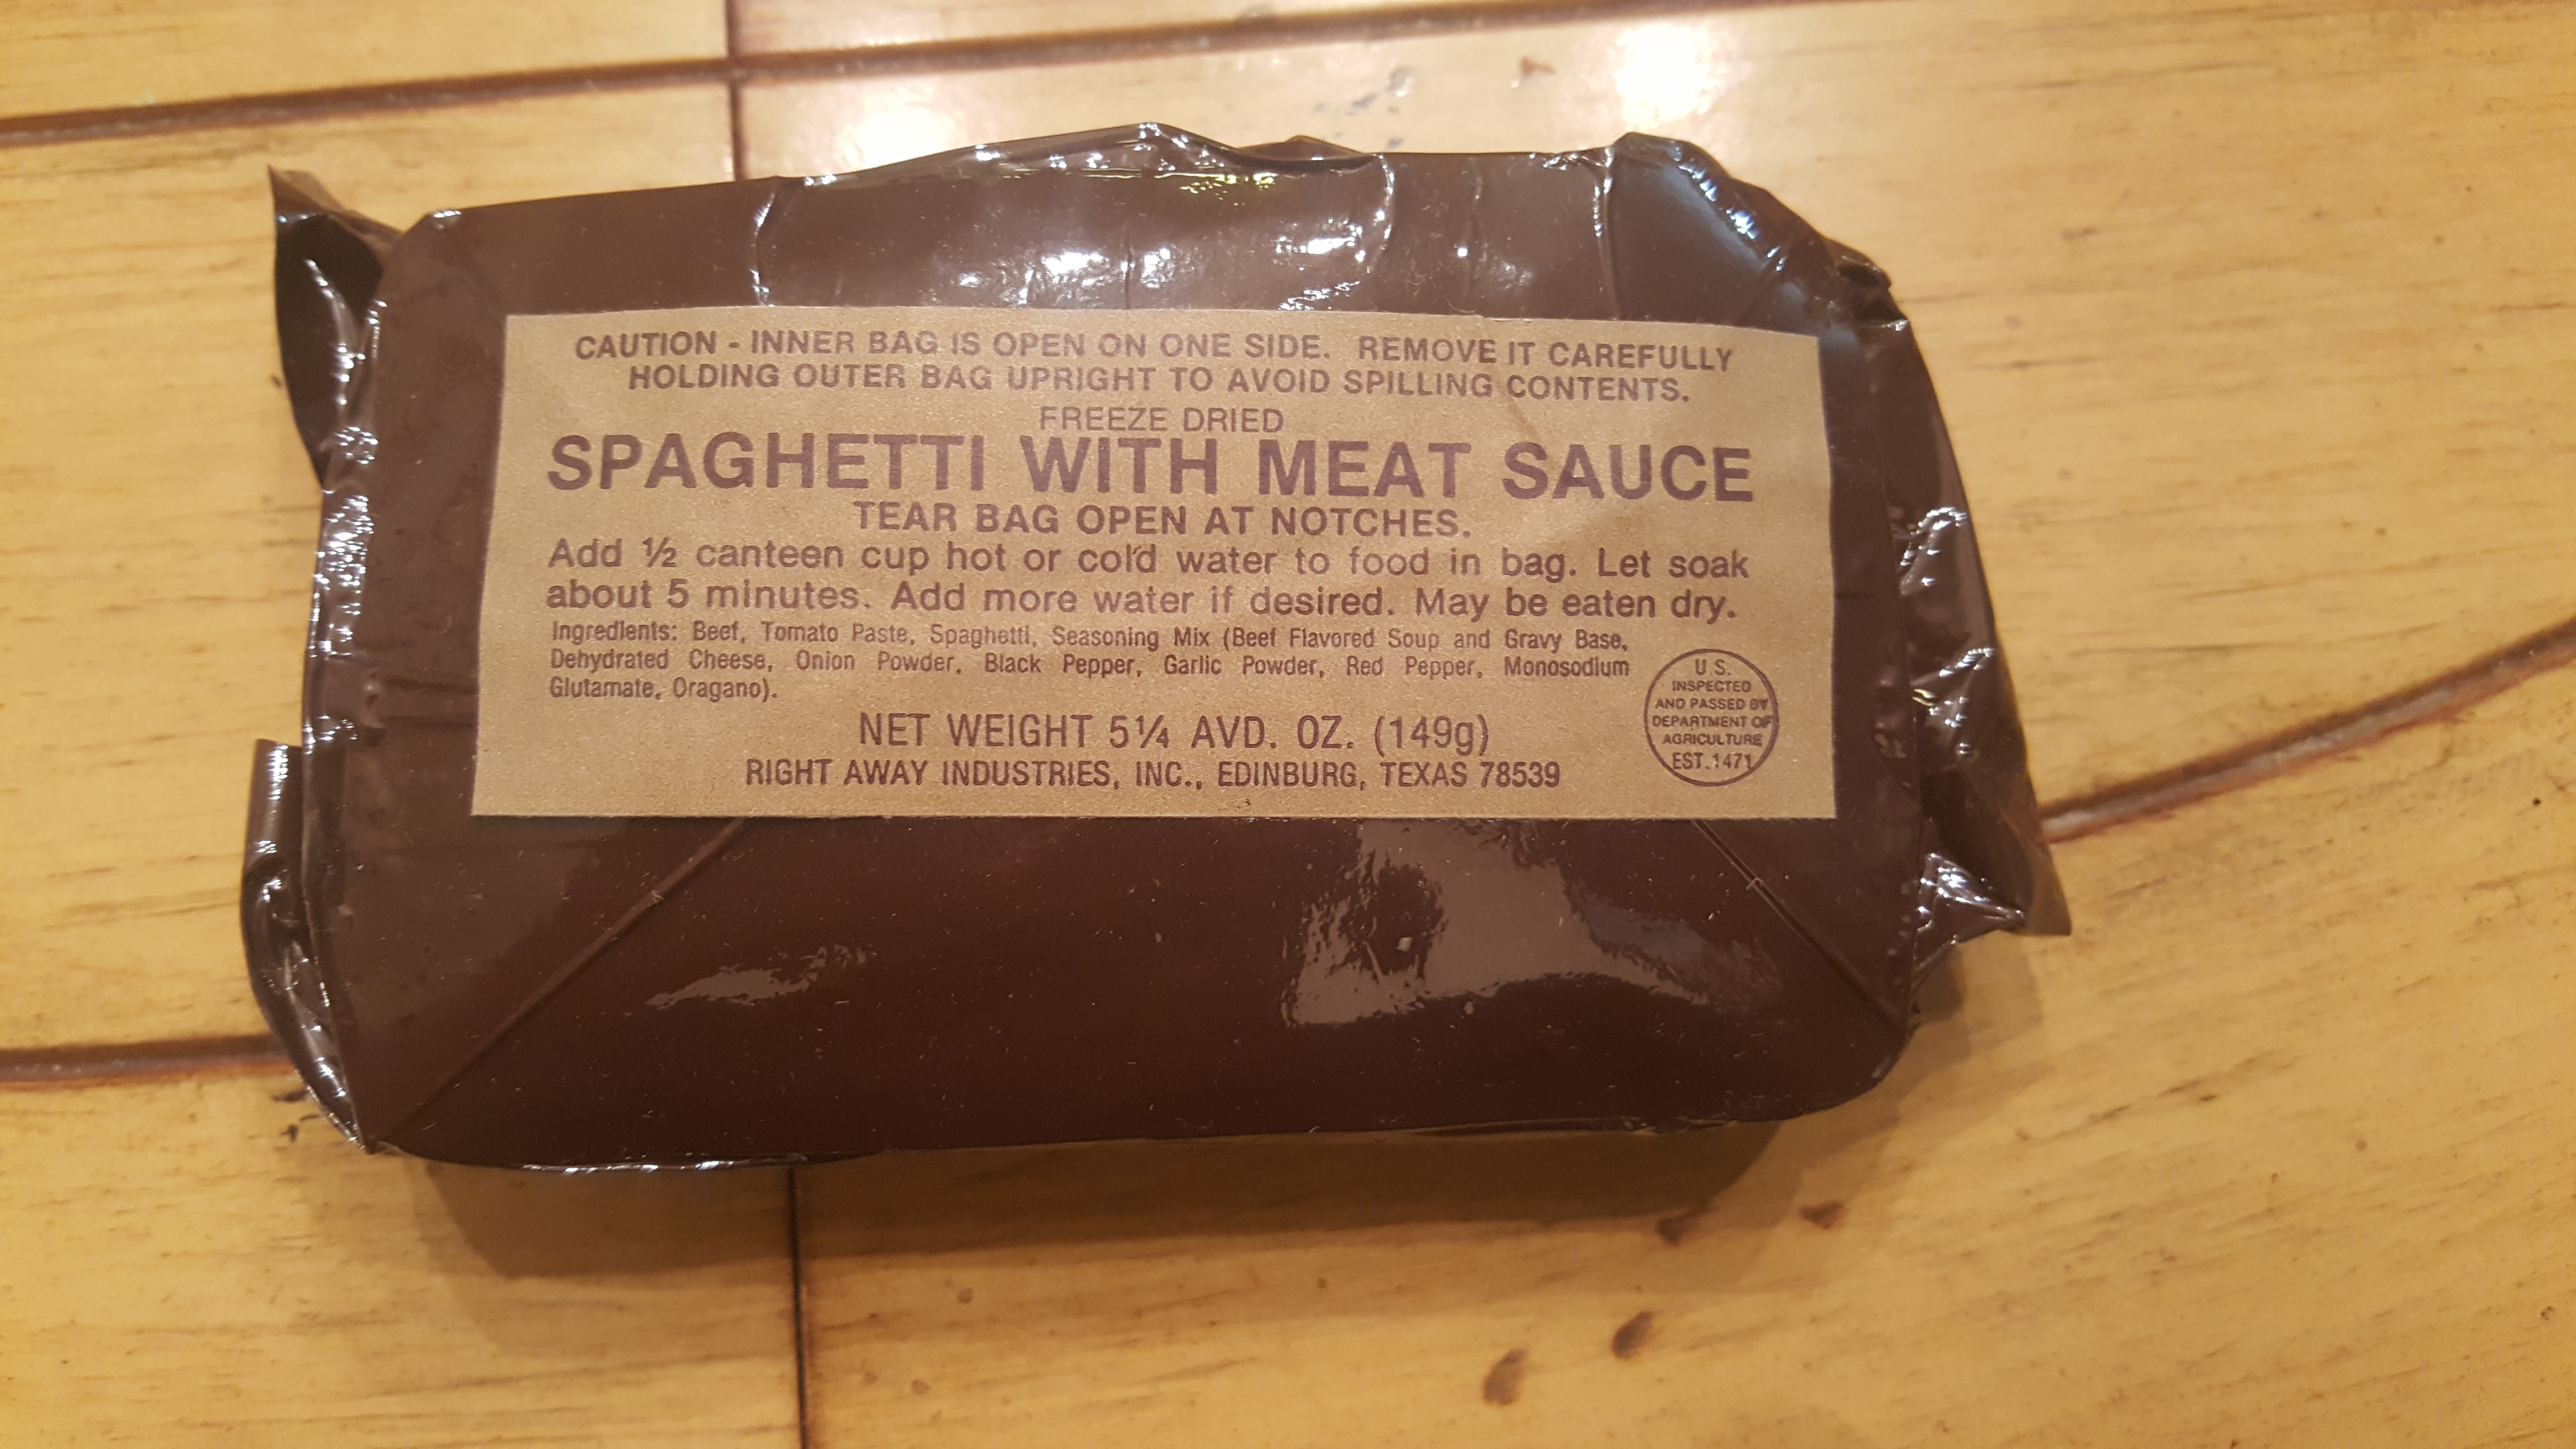 CAUTION - INNER BAG IS OPEN ON ONE SIDE. REMOVE IT CAREFULLY
HOLDING OUTER BAG UPRIGHT TO AVOID SPILLING CONTENTS.
FREEZE DRIED
SPAGHETTI WITH MEAT SAUCE
TEAR BAG OPEN AT NOTCHES.
Add ½ canteen cup hot or cold water to food in bag. Let soak
about 5 minutes. Add more water if desired. May be eaten dry.
Ingredients: Beef, Tomato Paste, Spaghetti, Seasoning Mix (Beef Flavored Soup and Gravy Base,
Dehydrated Cheese, Onion Powder, Black Pepper, Garlic Powder, Red Pepper, Monosodium
Glutamate, Oragano).
NET WEIGHT 5¼ AVD. OZ. (149g)
RIGHT AWAY INDUSTRIES, INC., EDINBURG, TEXAS 78539
U.S.
INSPECTED
AND PASSED BY
DEPARTMENT OF
AGRICULTURE
EST.1471